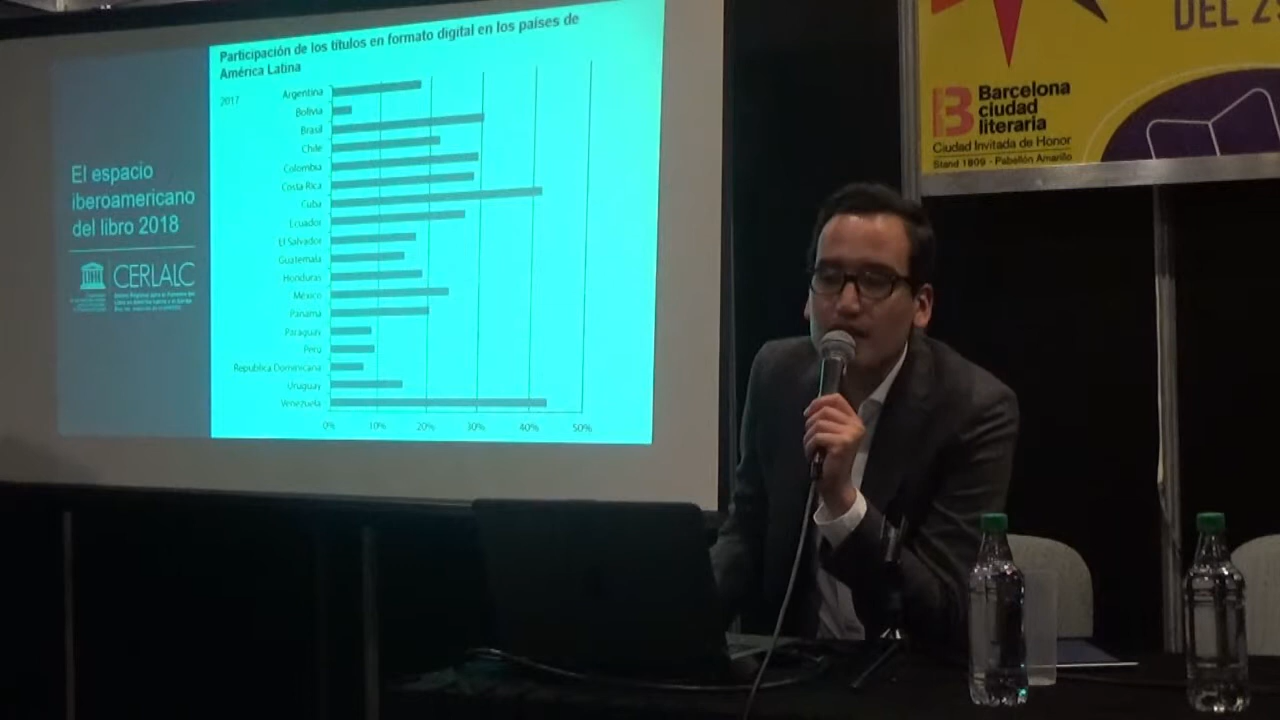 Participación de los títulos en formato digital en los países de
América Latina
2017
Argentina
Bolivia
Brasil
Chile
Colombia
Costa Rica
Cuba
Ecuador
El Salvador
Guatemala
Honduras
México
Panamá
Paraguay
Perú
República Dominicana
Uruguay
Venezuela
0%
10%
20%
30%
40%
50%
El espacio
iberoamericano
del libro 2018
CERLALC
DEL
B
Barcelona
ciudad
literaria
Ciudad Invitada de Honor
Stand 1809 - Pabellón Amarillo